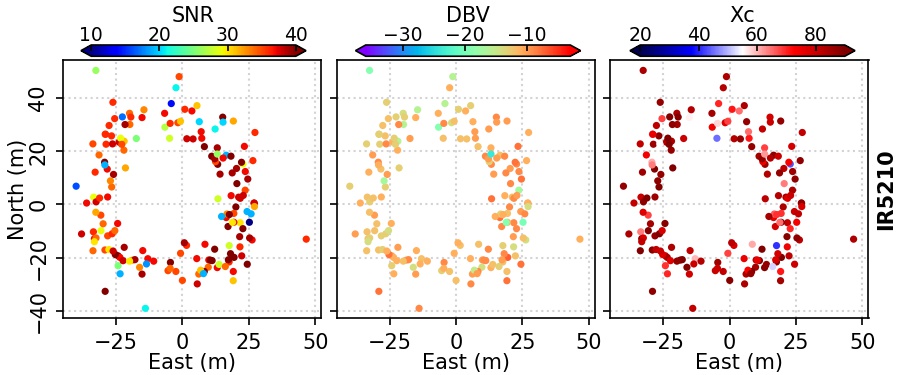 SNR DBV Xc
10 20 30 40 −30 −20 −10 20 40 60 80
40
20
0
−20
−40
North (m)
IR5210
−25 0 25 50 −25 0 25 50 −25 0 25 50
East (m) East (m) East (m)